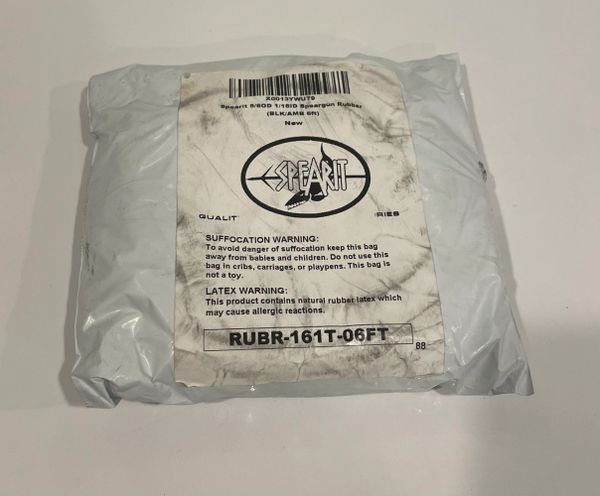 X0013YWU79
Spearit 5/8OD 1/16ID Speargun Rubber
(BLK/AMB 6ft)
New
SPEARIT
QUALIT RIES
SUFFOCATION WARNING:
To avoid danger of suffocation keep this bag
away from babies and children. Do not use this
bag in cribs, carriages, or playpens. This bag is
not a toy.
LATEX WARNING:
This product contains natural rubber latex which
may cause allergic reactions.
RUBR-161T-06FT
88